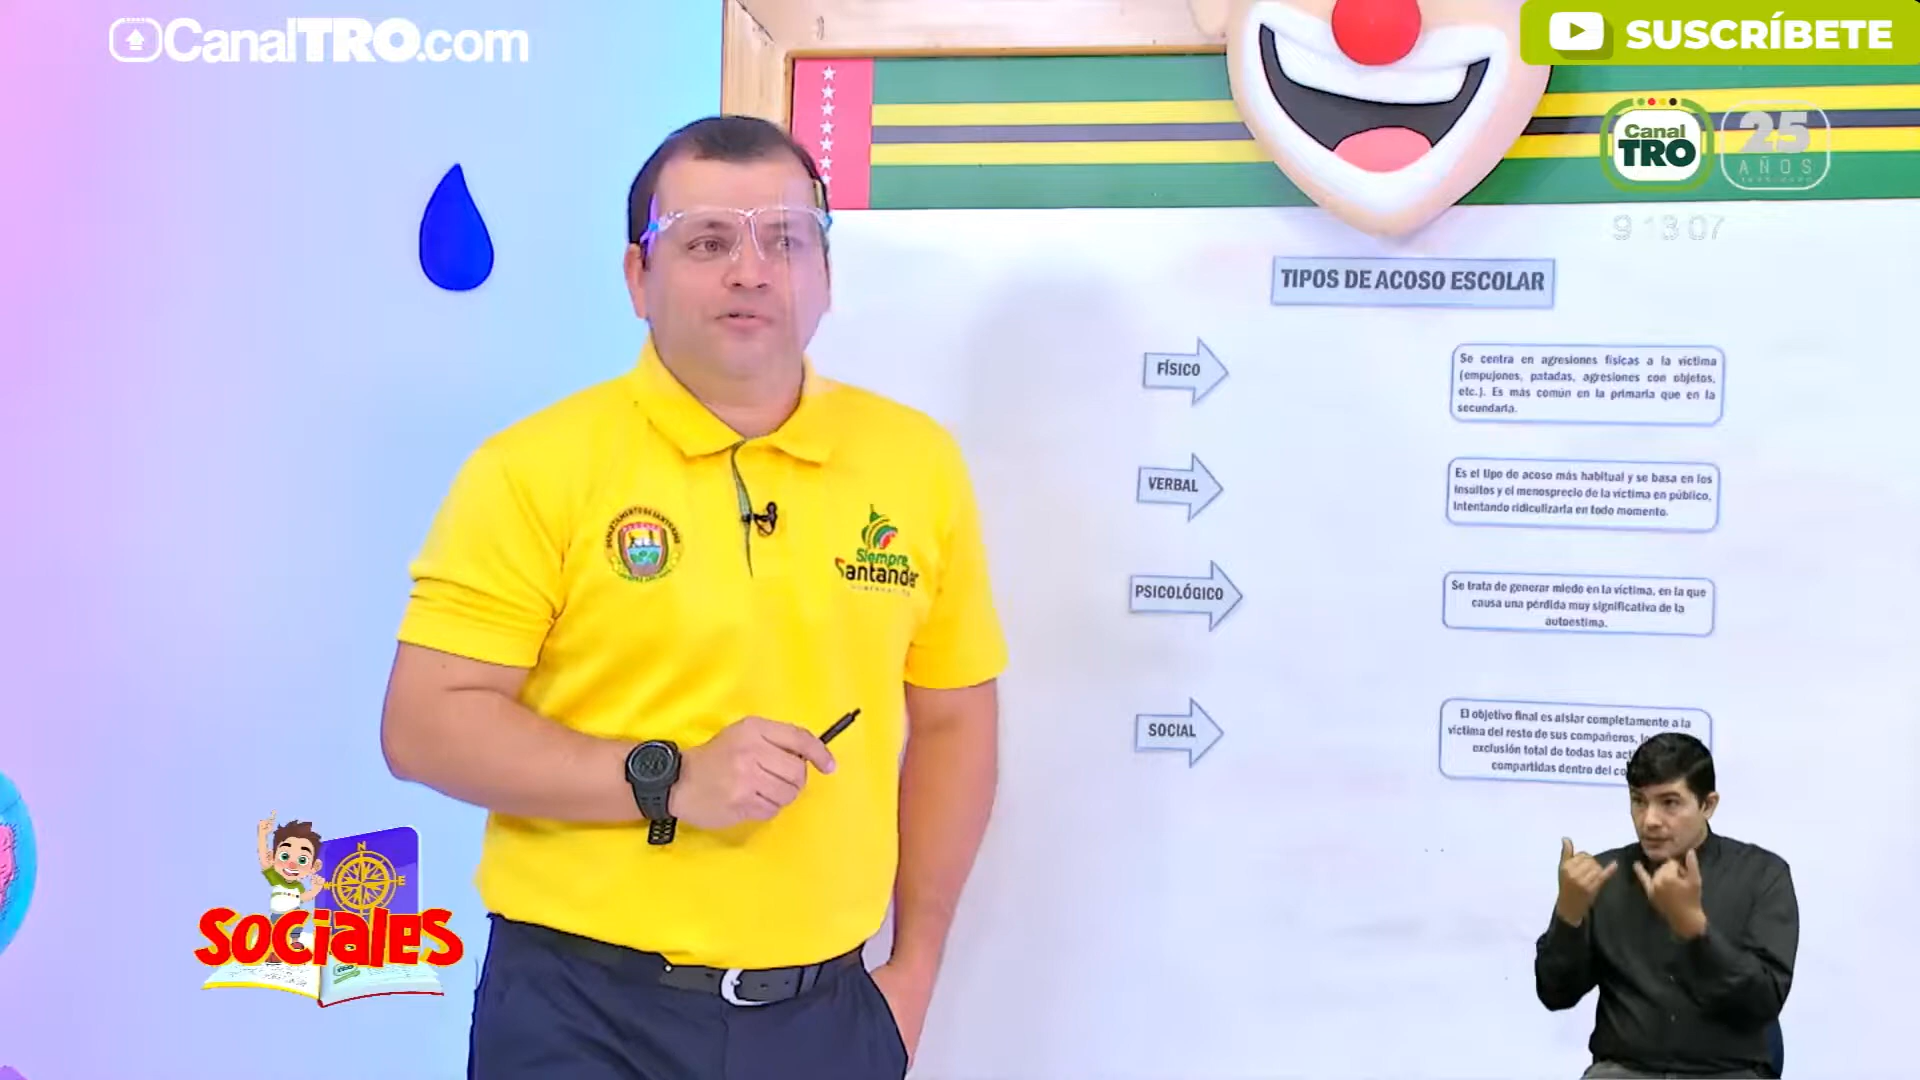 CanalTRO.com
SUSCRÍBETE
Canal
TRO
25
AÑOS
9 13 07
TIPOS DE ACOSO ESCOLAR
FÍSICO
Se centra en agresiones físicas a la víctima
(empujones, patadas, agresiones con objetos,
etc.). Es más común en la primaria que en la
secundaria.
VERBAL
Es el tipo de acoso más habitual y se basa en los
insultos y el menosprecio de la víctima en público,
intentando ridiculizarla en todo momento.
PSICOLÓGICO
Se trata de generar miedo en la víctima, en la que
causa una pérdida muy significativa de la
autoestima.
SOCIAL
El objetivo final es aislar completamente a la
víctima del resto de sus compañeros,
exclusión total de todas las
compartidas dentro del
DEPARTAMENTO DE SANTANDER
Siempre
Santander
N
W E
SOCIALES
TRO